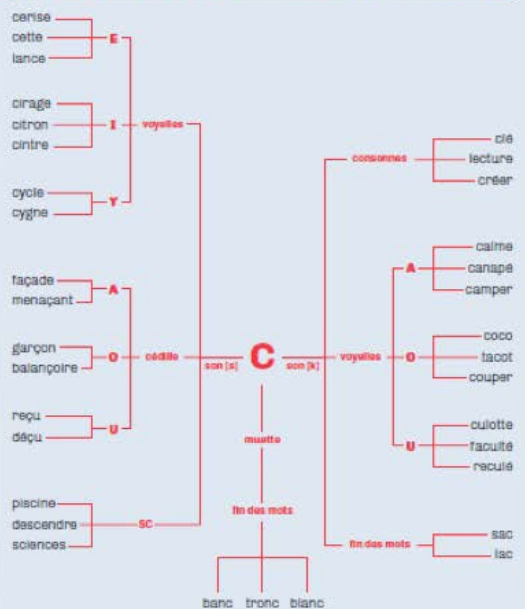 cerise
cette
lance
E
cirage
citron
cintre
I
voyelles
cycle
cygne
Y
façade
menaçant
A
garçon
balançoire
O
cédille
reçu
déçu
U
piscine
descendre
sciences
SC
son [s]
C
son [k]
consonnes
clé
lecture
créer
voyelles
A
calme
canapé
camper
O
coco
tacot
couper
U
culotte
faculté
reculé
fin des mots
sac
lac
muette
fin des mots
banc tronc blanc